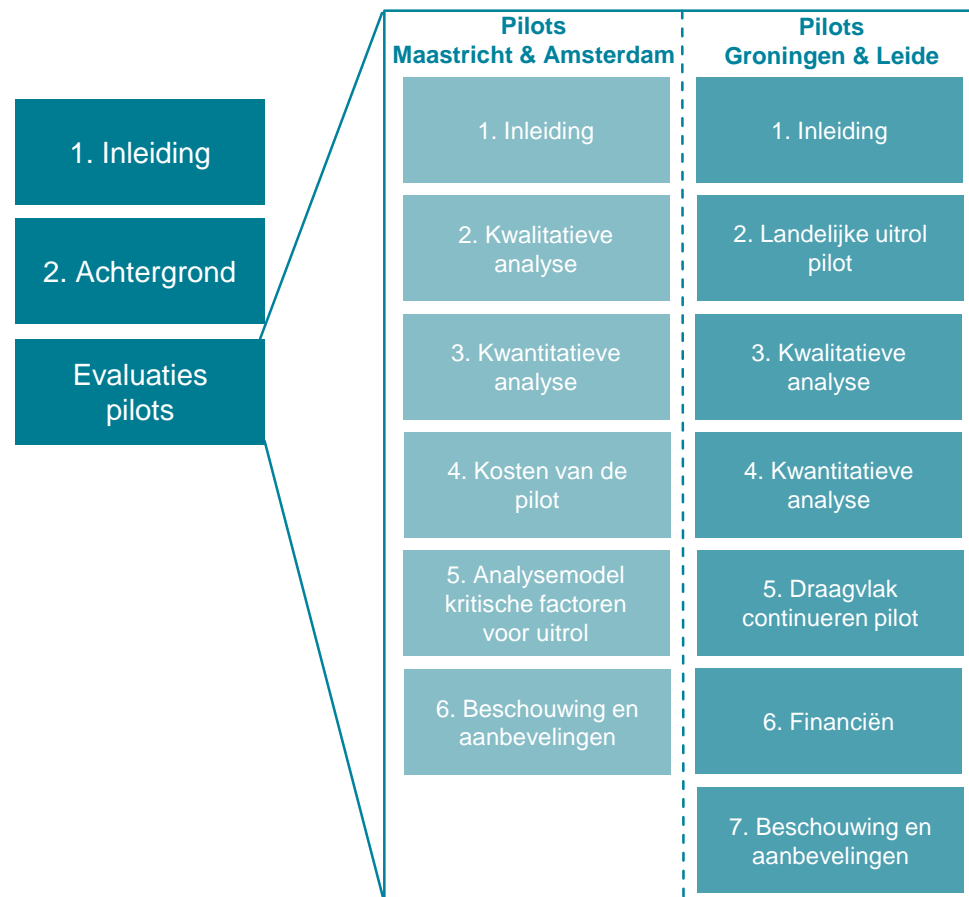 1. Inleiding
2. Achtergrond
Evaluaties
pilots
Pilots
Maastricht & Amsterdam
1. Inleiding
2. Kwalitatieve
analyse
3. Kwantitatieve
analyse
4. Kosten van de
pilot
5. Analysemodel
kritische factoren
voor uitrol
6. Beschouwing en
aanbevelingen
Pilots
Groningen & Leide
1. Inleiding
2. Landelijke uitrol
pilot
3. Kwalitatieve
analyse
4. Kwantitatieve
analyse
5. Draagvlak
continueren pilot
6. Financiën
7. Beschouwing en
aanbevelingen